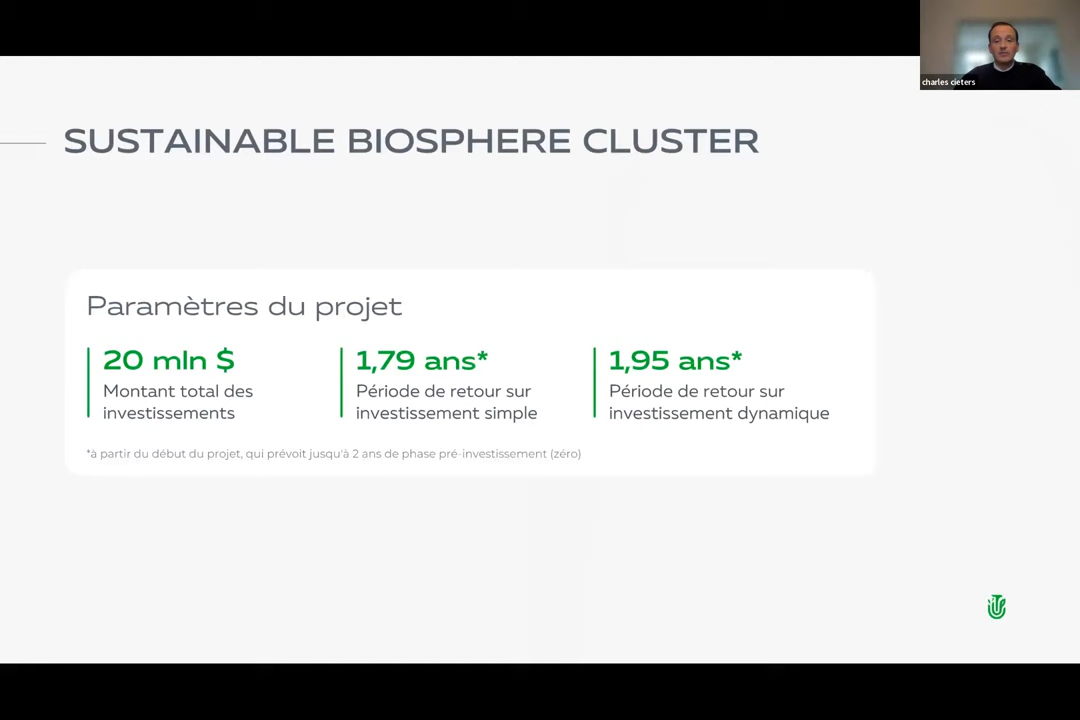 charles cieters
SUSTAINABLE BIOSPHERE CLUSTER
Paramètres du projet
20 mln $
Montant total des
investissements
1,79 ans*
Période de retour sur
investissement simple
1,95 ans*
Période de retour sur
investissement dynamique
*à partir du début du projet, qui prévoit jusqu'à 2 ans de phase pré-investissement (zéro)